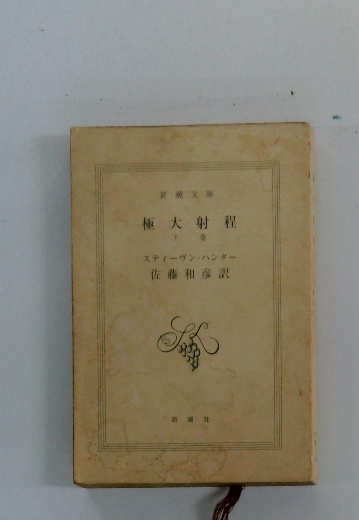 新潮文庫
極大射程
下巻
スティーヴン・ハンター
佐藤和彦訳
新潮社